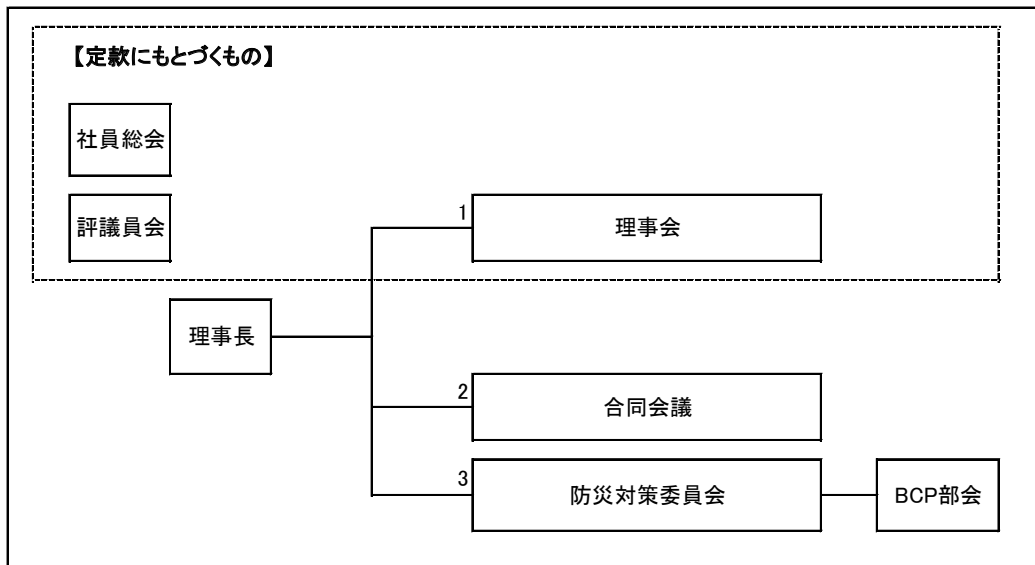 【定款にもとづくもの】
社員総会
評議員会
1
理事会
理事長
2
合同会議
3
防災対策委員会
BCP部会